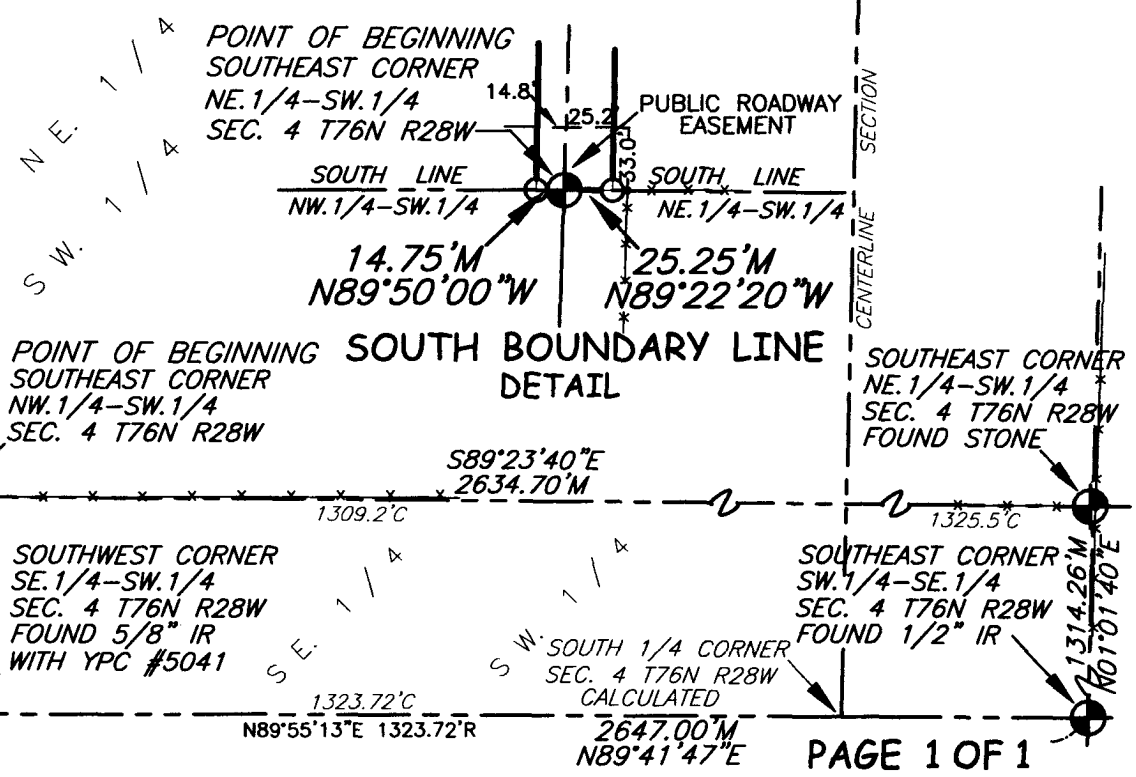 POINT OF BEGINNING
SOUTHEAST CORNER
NE.1/4-SW.1/4
SEC. 4 T76N R28W
NE. 1/4
SW. 1/4
14.8'
25.2'
33.0'
PUBLIC ROADWAY
EASEMENT
SECTION
CENTERLINE
SOUTH LINE
NW.1/4-SW.1/4
SOUTH LINE
NE.1/4-SW.1/4
14.75'M
N89°50'00"W
25.25'M
N89°22'20"W
SOUTH BOUNDARY LINE
DETAIL
POINT OF BEGINNING
SOUTHEAST CORNER
NW.1/4-SW.1/4
SEC. 4 T76N R28W
SOUTHEAST CORNER
NE.1/4-SW.1/4
SEC. 4 T76N R28W
FOUND STONE
S89°23'40"E
2634.70'M
1309.2'C
1325.5'C
SOUTHWEST CORNER
SE.1/4-SW.1/4
SEC. 4 T76N R28W
FOUND 5/8" IR
WITH YPC #5041
SE. 1/4
SW. 1/4
SOUTHEAST CORNER
SW.1/4-SE.1/4
SEC. 4 T76N R28W
FOUND 1/2" IR
1314.26'M
N01°01'40"E
SOUTH 1/4 CORNER
SEC. 4 T76N R28W
CALCULATED
1323.72'C
N89°55'13"E 1323.72'R
2647.00'M
N89°41'47"E
PAGE 1 OF 1